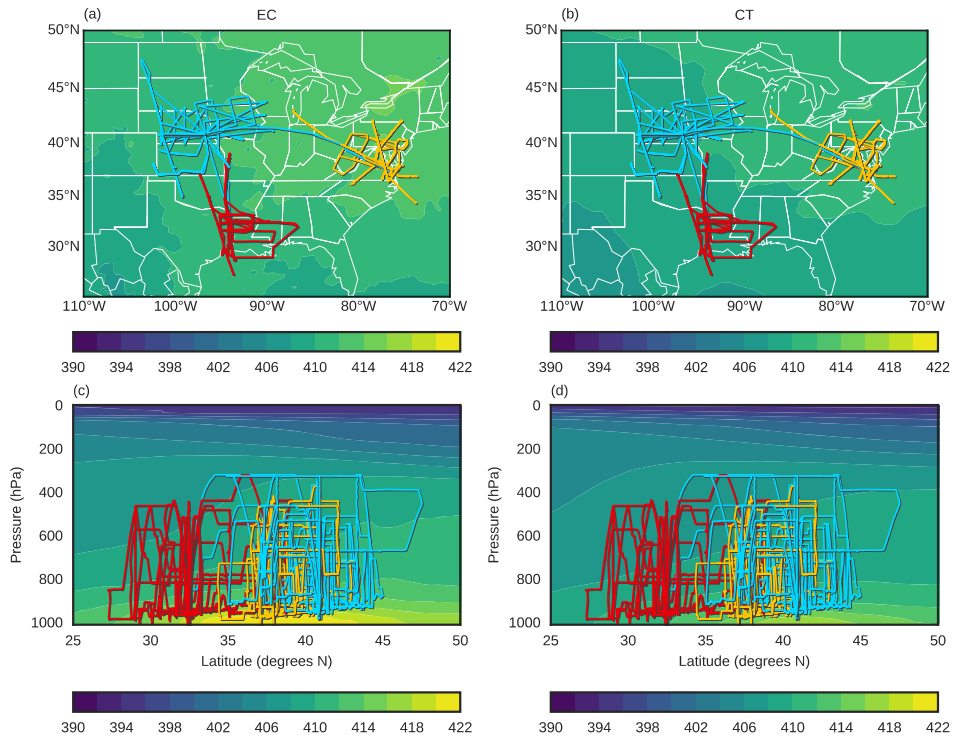 (a) EC (b) CT
50°N 50°N
45°N 45°N
40°N 40°N
35°N 35°N
30°N 30°N
110°W 100°W 90°W 80°W 70°W 110°W 100°W 90°W 80°W 70°W
390 394 398 402 406 410 414 418 422 390 394 398 402 406 410 414 418 422
(c) (d)
0 0
200 200
400 400
600 600
800 800
1000 1000
Pressure (hPa) Pressure (hPa)
25 30 35 40 45 50 25 30 35 40 45 50
Latitude (degrees N) Latitude (degrees N)
390 394 398 402 406 410 414 418 422 390 394 398 402 406 410 414 418 422